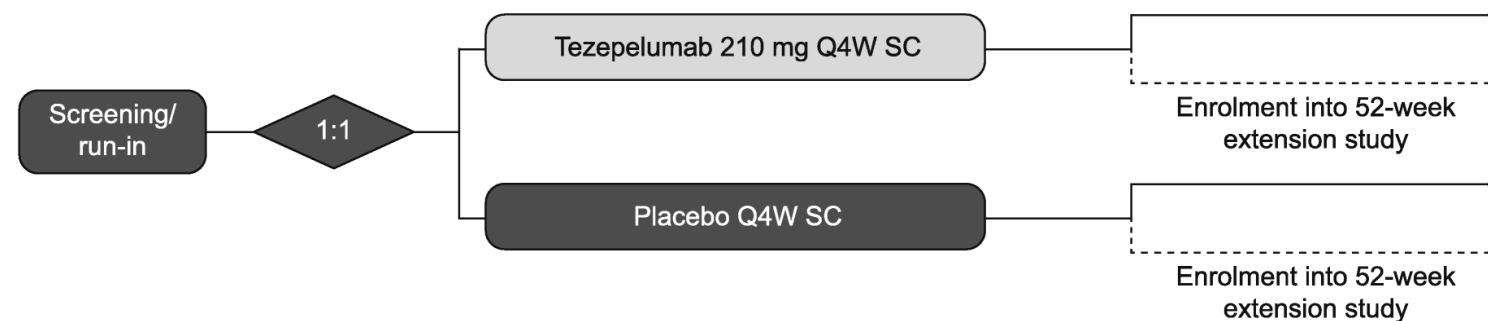 Screening/
run-in
1:1
Tezepelumab 210 mg Q4W SC
Enrolment into 52-week
extension study
Placebo Q4W SC
Enrolment into 52-week
extension study